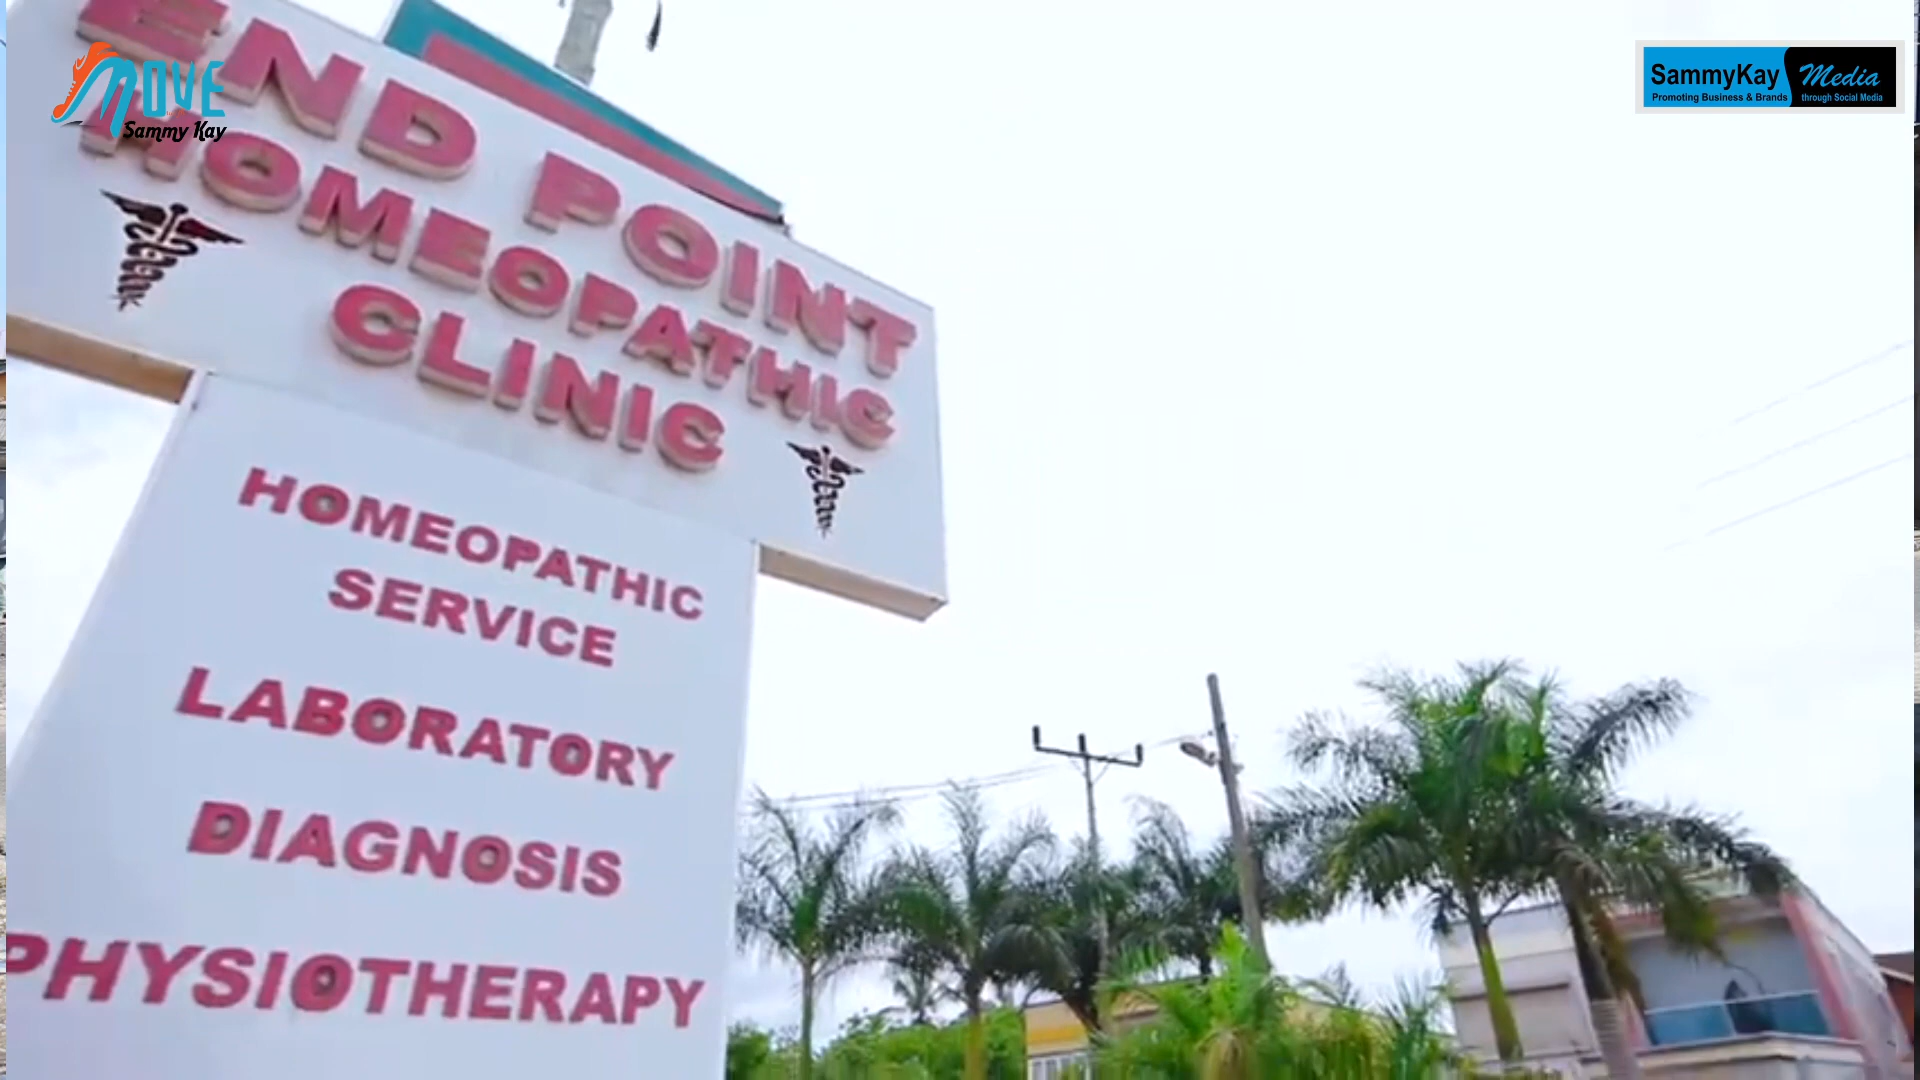 END POINT
HOMEOPATHIC
CLINIC
HOMEOPATHIC
SERVICE
LABORATORY
DIAGNOSIS
PHYSIOTHERAPY
MOVE
Sammy Kay
SammyKay Media
Promoting Business & Brands through Social Media